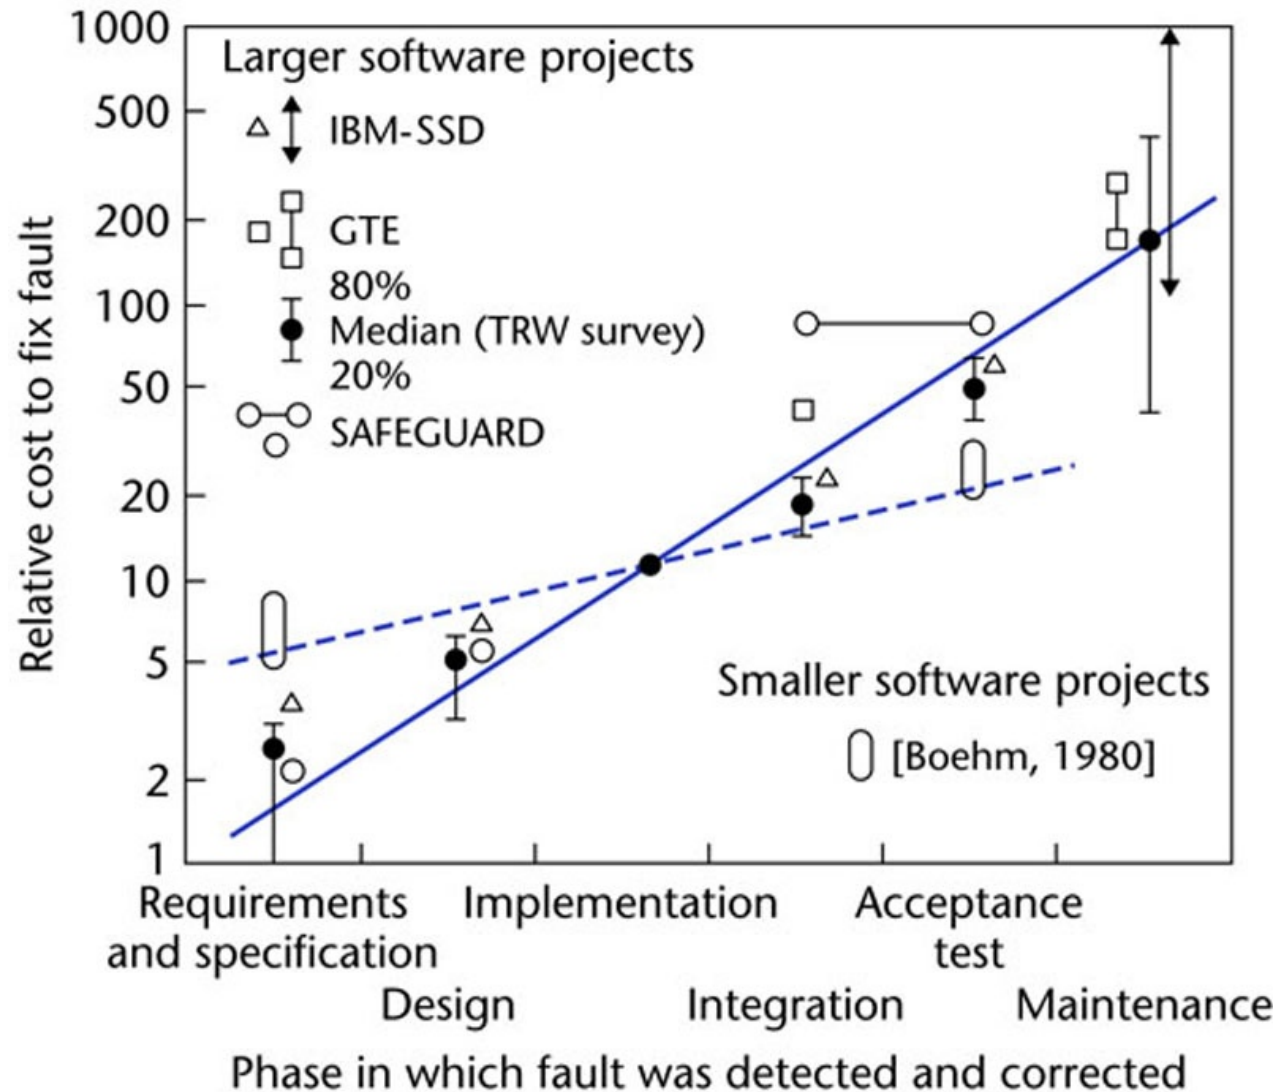 1000
500
200
100
50
20
10
5
2
1
Relative cost to fix fault
Larger software projects
IBM-SSD
GTE
80%
Median (TRW survey)
20%
SAFEGUARD
Smaller software projects
[Boehm, 1980]
Requirements
and specification
Design
Implementation
Integration
Acceptance
test
Maintenance
Phase in which fault was detected and corrected